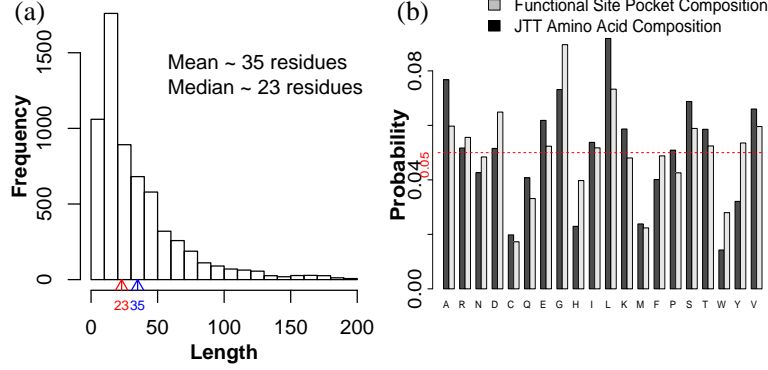 (a)
Mean ~ 35 residues
Median ~ 23 residues
Frequency
0 500 1000 1500
23 35
0 50 100 150 200
Length
(b)
Functional Site Pocket Composition
JTT Amino Acid Composition
Probability
0.00 0.04 0.08
0.05
A R N D C Q E G H I L K M F P S T W Y V